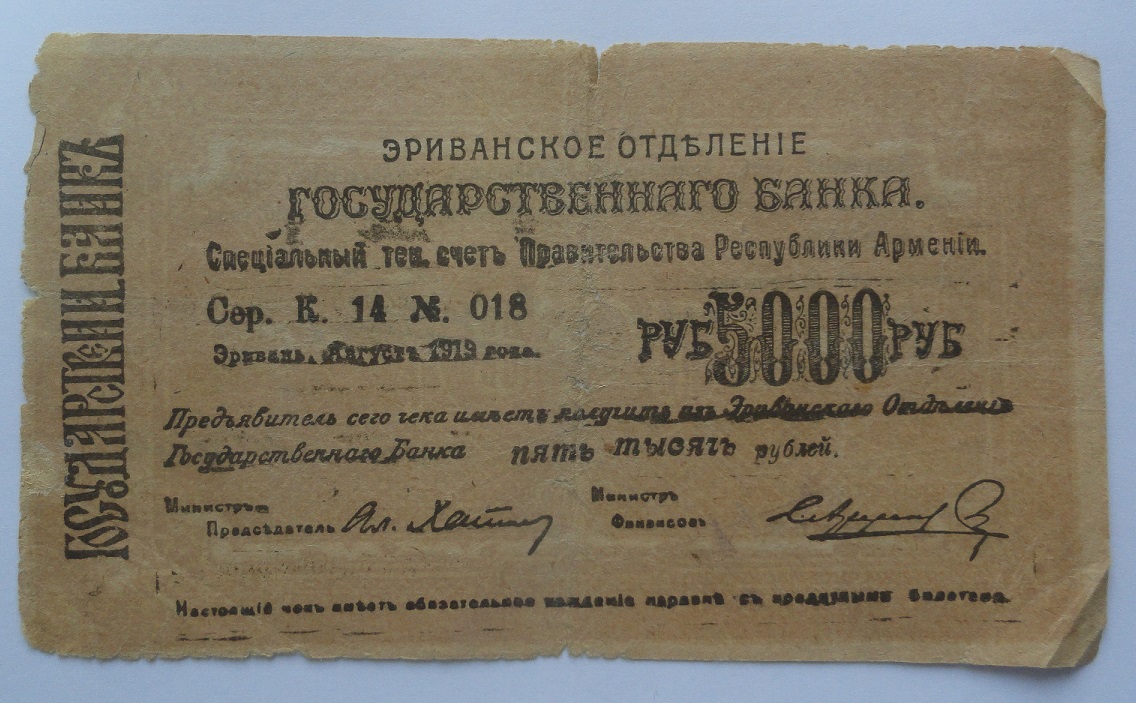 ГОСУДАРСТВЕННЫЙ БАНКЪ
ЭРИВАНСКОЕ ОТДѢЛЕНІЕ
ГОСУДАРСТВЕННАГО БАНКА.
Спеціальный тек. счетъ Правительства Республики Арменіи.
Сер. К. 14 №. 018
РУБ 5000 РУБ
Эривань. Августъ 1919 года.
Предъявитель сего чека имѣетъ получить изъ Эриванскаго Отдѣленія
Государственнаго Банка пять тысячъ рублей.
Министръ
Предсѣдатель Ал.
Министръ
Финансовъ
Настоящій чекъ имѣетъ обязательное хожденіе наравнѣ съ кредитными билетами.